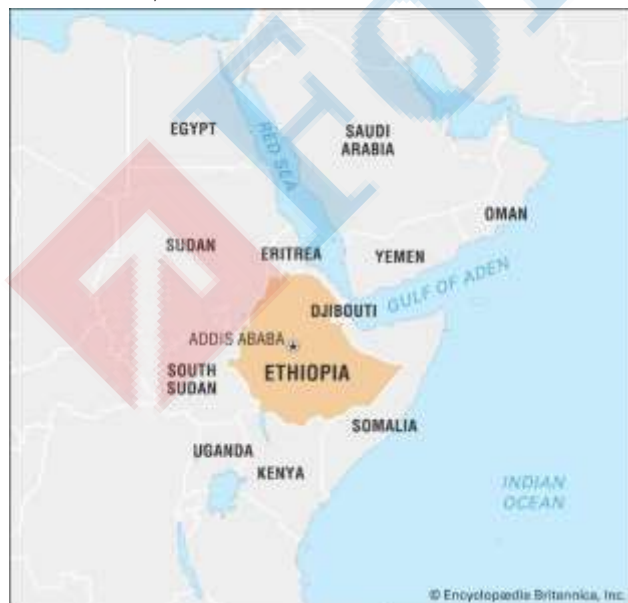 EGYPT
RED SEA
SAUDI
ARABIA
OMAN
SUDAN
ERITREA
YEMEN
GULF OF ADEN
DJIBOUTI
ADDIS ABABA
ETHIOPIA
SOUTH
SUDAN
SOMALIA
UGANDA
KENYA
INDIAN
OCEAN
© Encyclopædia Britannica, Inc.